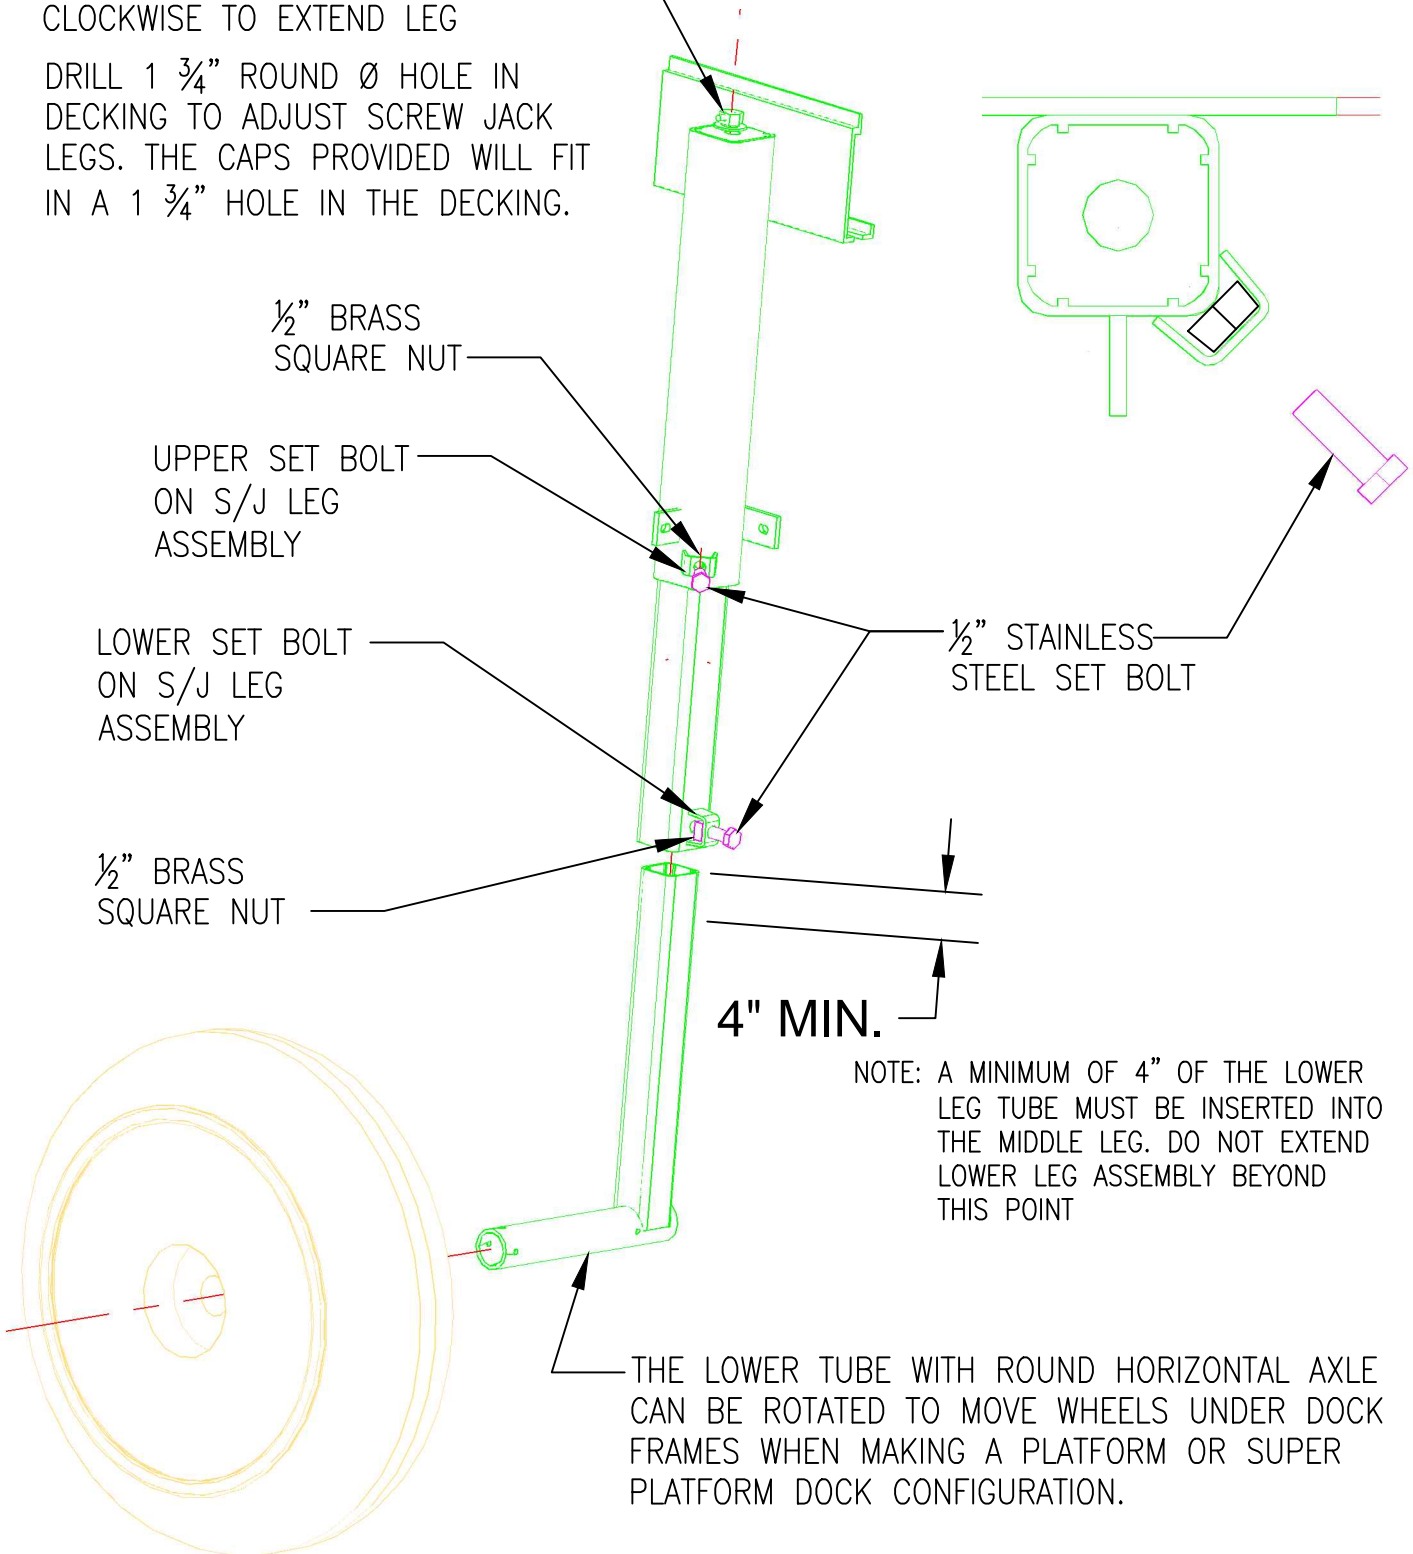 CLOCKWISE TO EXTEND LEG
DRILL 1 ¾” ROUND Ø HOLE IN
DECKING TO ADJUST SCREW JACK
LEGS. THE CAPS PROVIDED WILL FIT
IN A 1 ¾” HOLE IN THE DECKING.
½” BRASS
SQUARE NUT
UPPER SET BOLT
ON S/J LEG
ASSEMBLY
LOWER SET BOLT
ON S/J LEG
ASSEMBLY
½” STAINLESS
STEEL SET BOLT
½” BRASS
SQUARE NUT
4" MIN.
NOTE: A MINIMUM OF 4” OF THE LOWER
LEG TUBE MUST BE INSERTED INTO
THE MIDDLE LEG. DO NOT EXTEND
LOWER LEG ASSEMBLY BEYOND
THIS POINT
THE LOWER TUBE WITH ROUND HORIZONTAL AXLE
CAN BE ROTATED TO MOVE WHEELS UNDER DOCK
FRAMES WHEN MAKING A PLATFORM OR SUPER
PLATFORM DOCK CONFIGURATION.